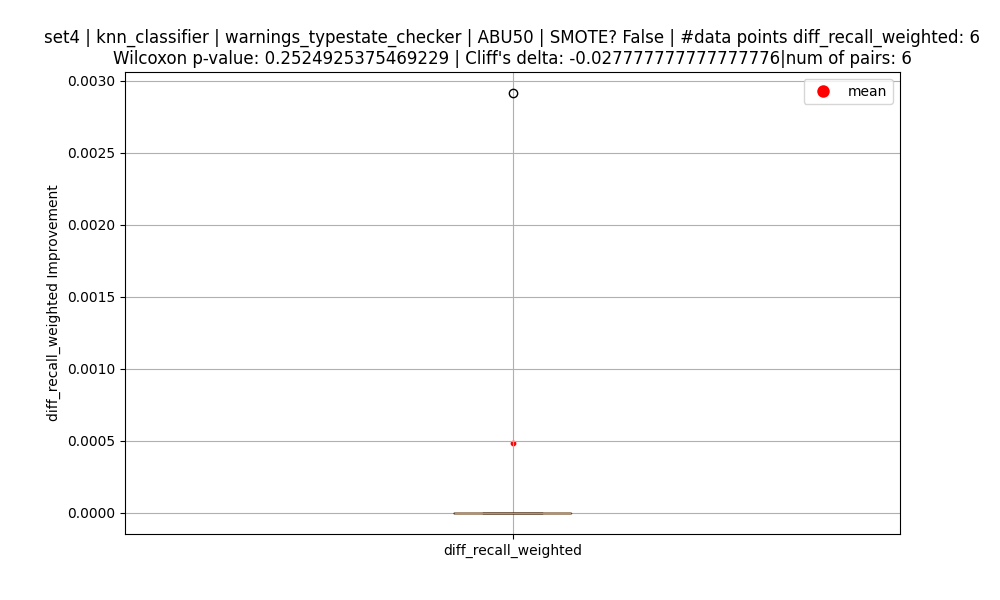 set4 | knn_classifier | warnings_typestate_checker | ABU50 | SMOTE? False | #data points diff_recall_weighted: 6
Wilcoxon p-value: 0.2524925375469229 | Cliff's delta: -0.027777777777777776|num of pairs: 6
mean
0.0030
0.0025
0.0020
0.0015
0.0010
0.0005
0.0000
diff_recall_weighted Improvement
diff_recall_weighted